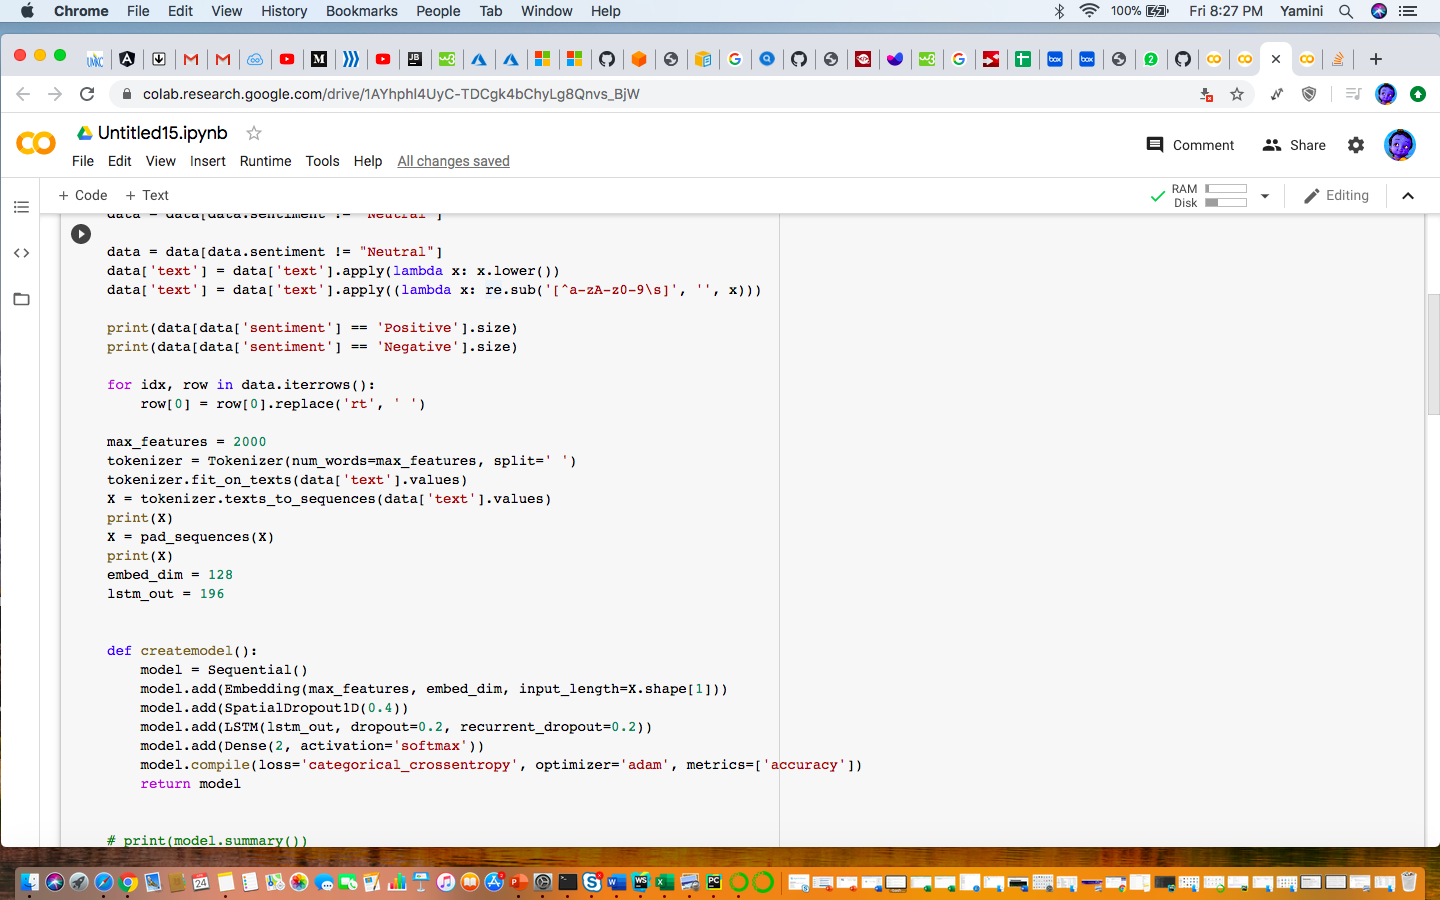 Chrome File Edit View History Bookmarks People Tab Window Help 100% Fri 8:27 PM Yamini
colab.research.google.com/drive/1AYhphI4UyC-TDCgk4bChyLg8Qnvs_BjW
Untitled15.ipynb
File Edit View Insert Runtime Tools Help All changes saved
Comment Share
+ Code + Text
RAM
Disk
Editing
data = data[data.sentiment != "Neutral"]
data = data[data.sentiment != "Neutral"]
data['text'] = data['text'].apply(lambda x: x.lower())
data['text'] = data['text'].apply((lambda x: re.sub('[^a-zA-z0-9\s]', '', x)))
print(data[data['sentiment'] == 'Positive'].size)
print(data[data['sentiment'] == 'Negative'].size)
for idx, row in data.iterrows():
    row[0] = row[0].replace('rt', ' ')
max_features = 2000
tokenizer = Tokenizer(num_words=max_features, split=' ')
tokenizer.fit_on_texts(data['text'].values)
X = tokenizer.texts_to_sequences(data['text'].values)
print(X)
X = pad_sequences(X)
print(X)
embed_dim = 128
lstm_out = 196
def createmodel():
    model = Sequential()
    model.add(Embedding(max_features, embed_dim, input_length=X.shape[1]))
    model.add(SpatialDropout1D(0.4))
    model.add(LSTM(lstm_out, dropout=0.2, recurrent_dropout=0.2))
    model.add(Dense(2, activation='softmax'))
    model.compile(loss='categorical_crossentropy', optimizer='adam', metrics=['accuracy'])
    return model
# print(model.summary())